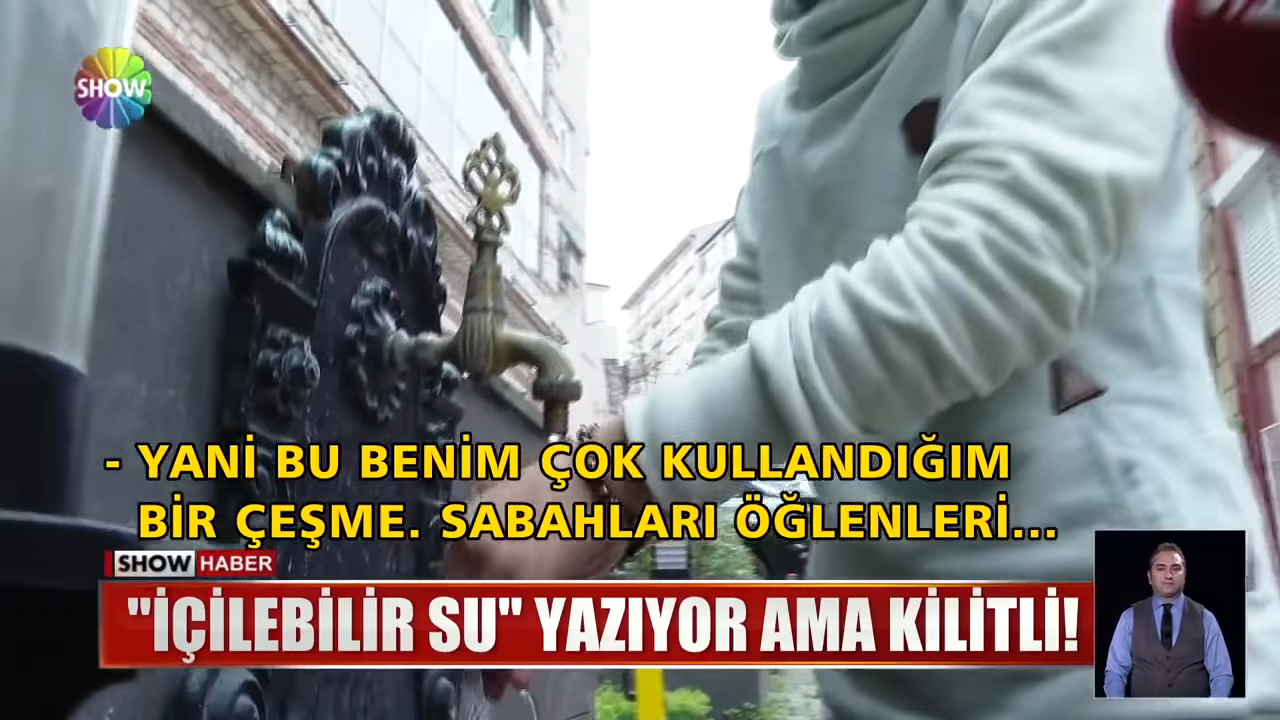 SHOW
- YANİ BU BENİM ÇOK KULLANDIĞIM
BİR ÇEŞME. SABAHLARI ÖĞLENLERİ...
SHOW HABER
"İÇİLEBİLİR SU" YAZIYOR AMA KİLİTLİ!